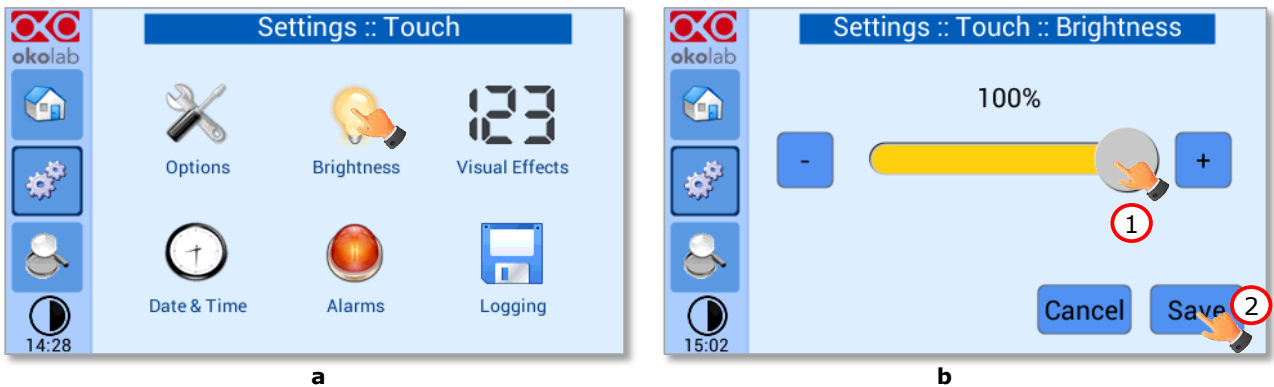 Settings :: Touch
okolab
Options
Brightness
Visual Effects
123
Date & Time
Alarms
Logging
14:28
a
Settings :: Touch :: Brightness
okolab
100%
-
+
1
Cancel
Save
2
15:02
b